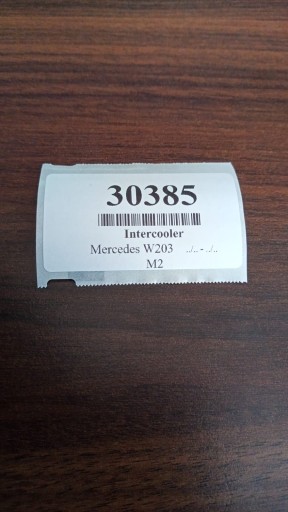 30385
Intercooler
Mercedes W203 ../.. - ../..
M2